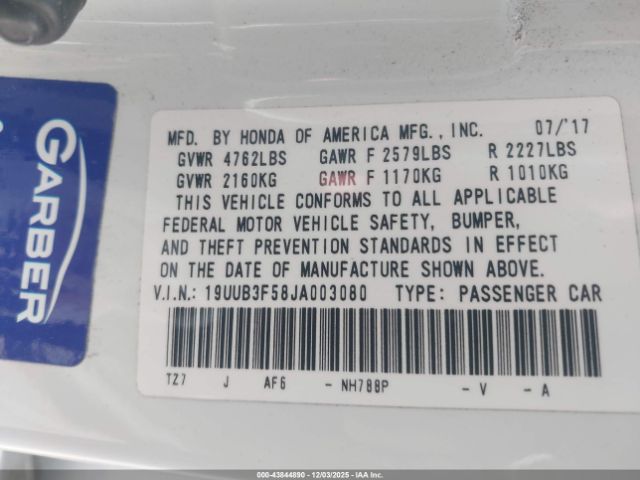 GARBER
MFD. BY HONDA OF AMERICA MFG., INC. 07/'17
GVWR 4762LBS GAWR F 2579LBS R 2227LBS
GVWR 2160KG GAWR F 1170KG R 1010KG
THIS VEHICLE CONFORMS TO ALL APPLICABLE
FEDERAL MOTOR VEHICLE SAFETY, BUMPER,
AND THEFT PREVENTION STANDARDS IN EFFECT
ON THE DATE OF MANUFACTURE SHOWN ABOVE.
V.I.N.: 19UUB3F58JA003080 TYPE: PASSENGER CAR
TZ7 J AF6 - NH788P - V - A
000-43844890 - 12/03/2025 - IAAI.COM